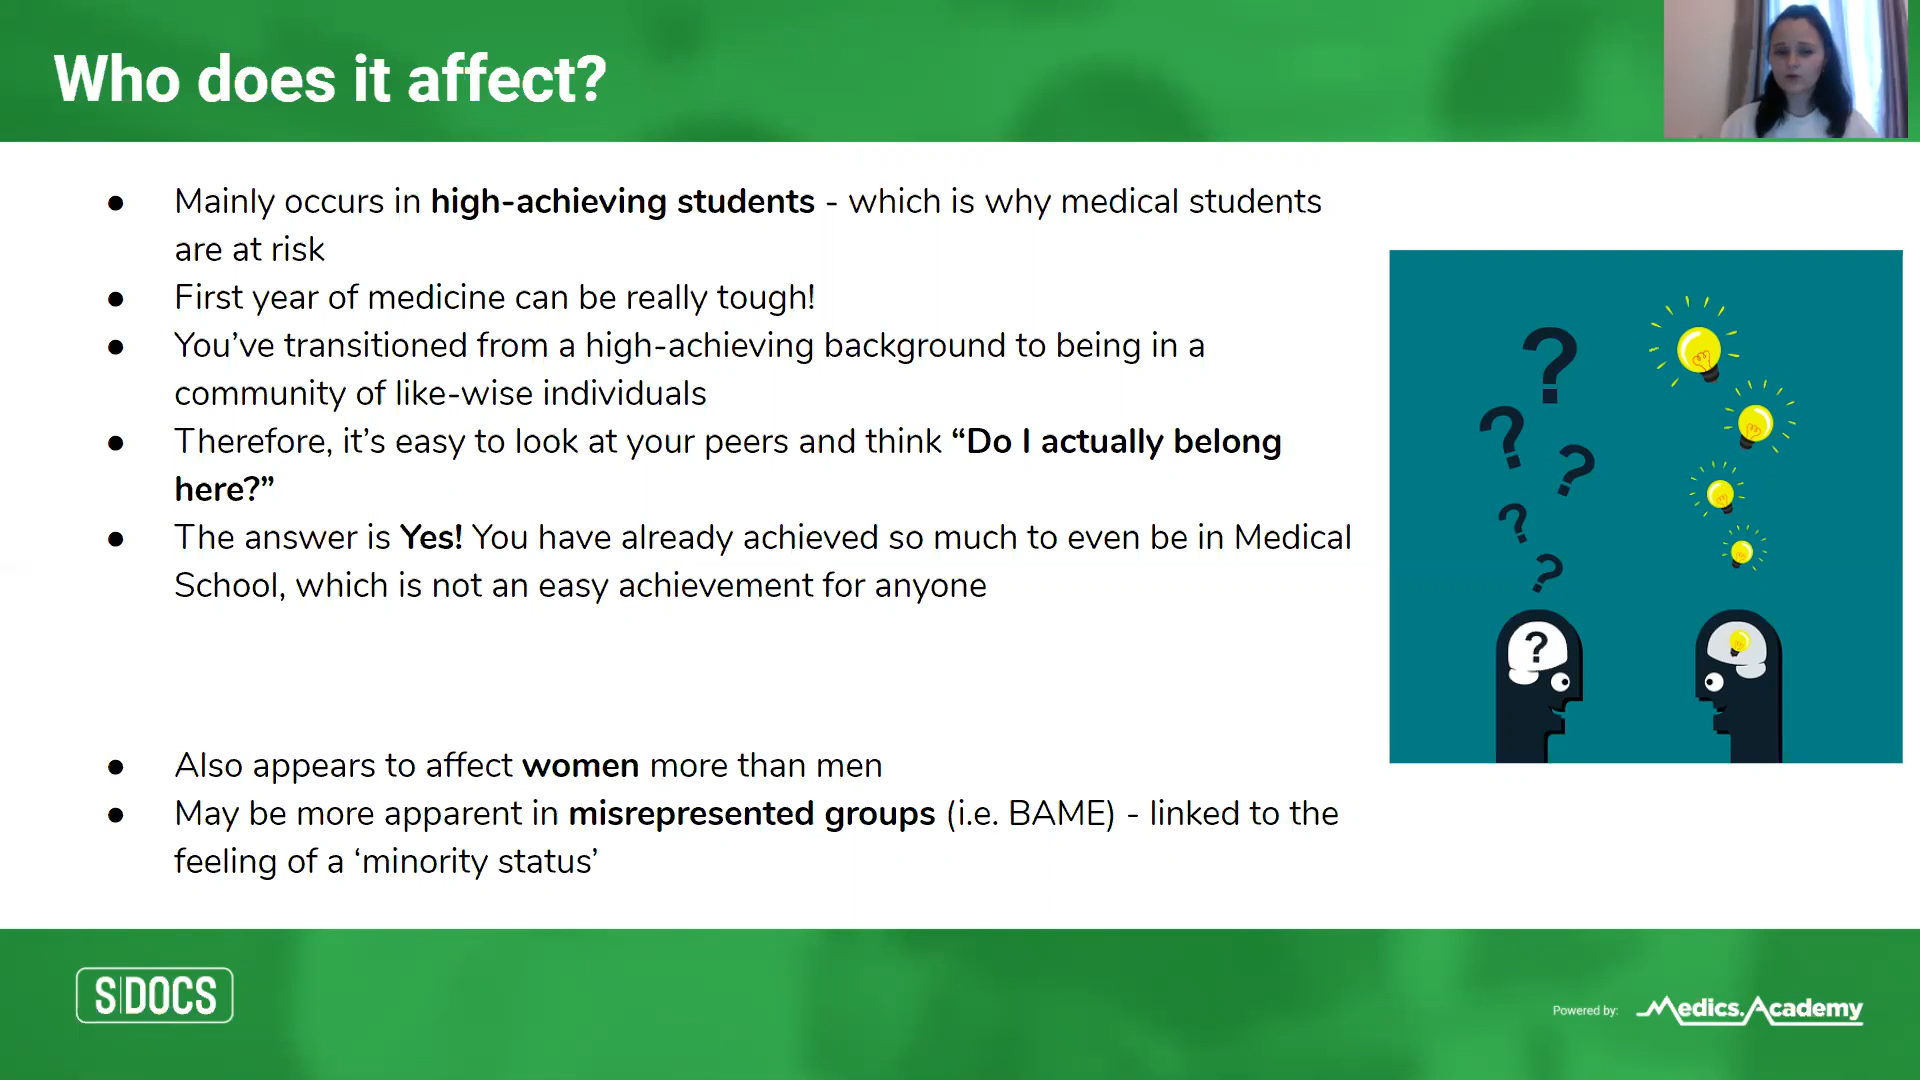 Who does it affect?
● Mainly occurs in high-achieving students - which is why medical students
are at risk
● First year of medicine can be really tough!
● You’ve transitioned from a high-achieving background to being in a
community of like-wise individuals
● Therefore, it’s easy to look at your peers and think “Do I actually belong
here?”
● The answer is Yes! You have already achieved so much to even be in Medical
School, which is not an easy achievement for anyone
? 
?
?
?
?
?
● Also appears to affect women more than men
● May be more apparent in misrepresented groups (i.e. BAME) - linked to the
feeling of a ‘minority status’
S|DOCS
Powered by: Medics.Academy